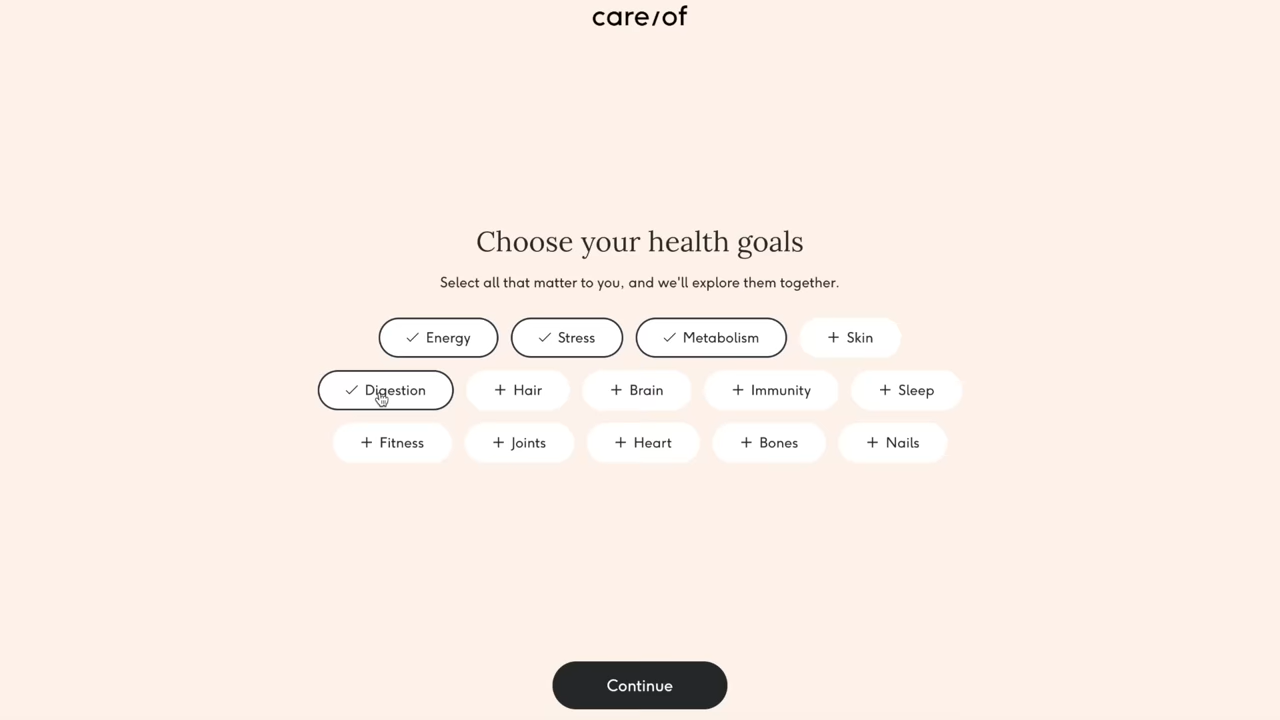 care/of
Choose your health goals
Select all that matter to you, and we'll explore them together.
Energy Stress Metabolism + Skin
Digestion + Hair + Brain + Immunity + Sleep
+ Fitness + Joints + Heart + Bones + Nails
Continue